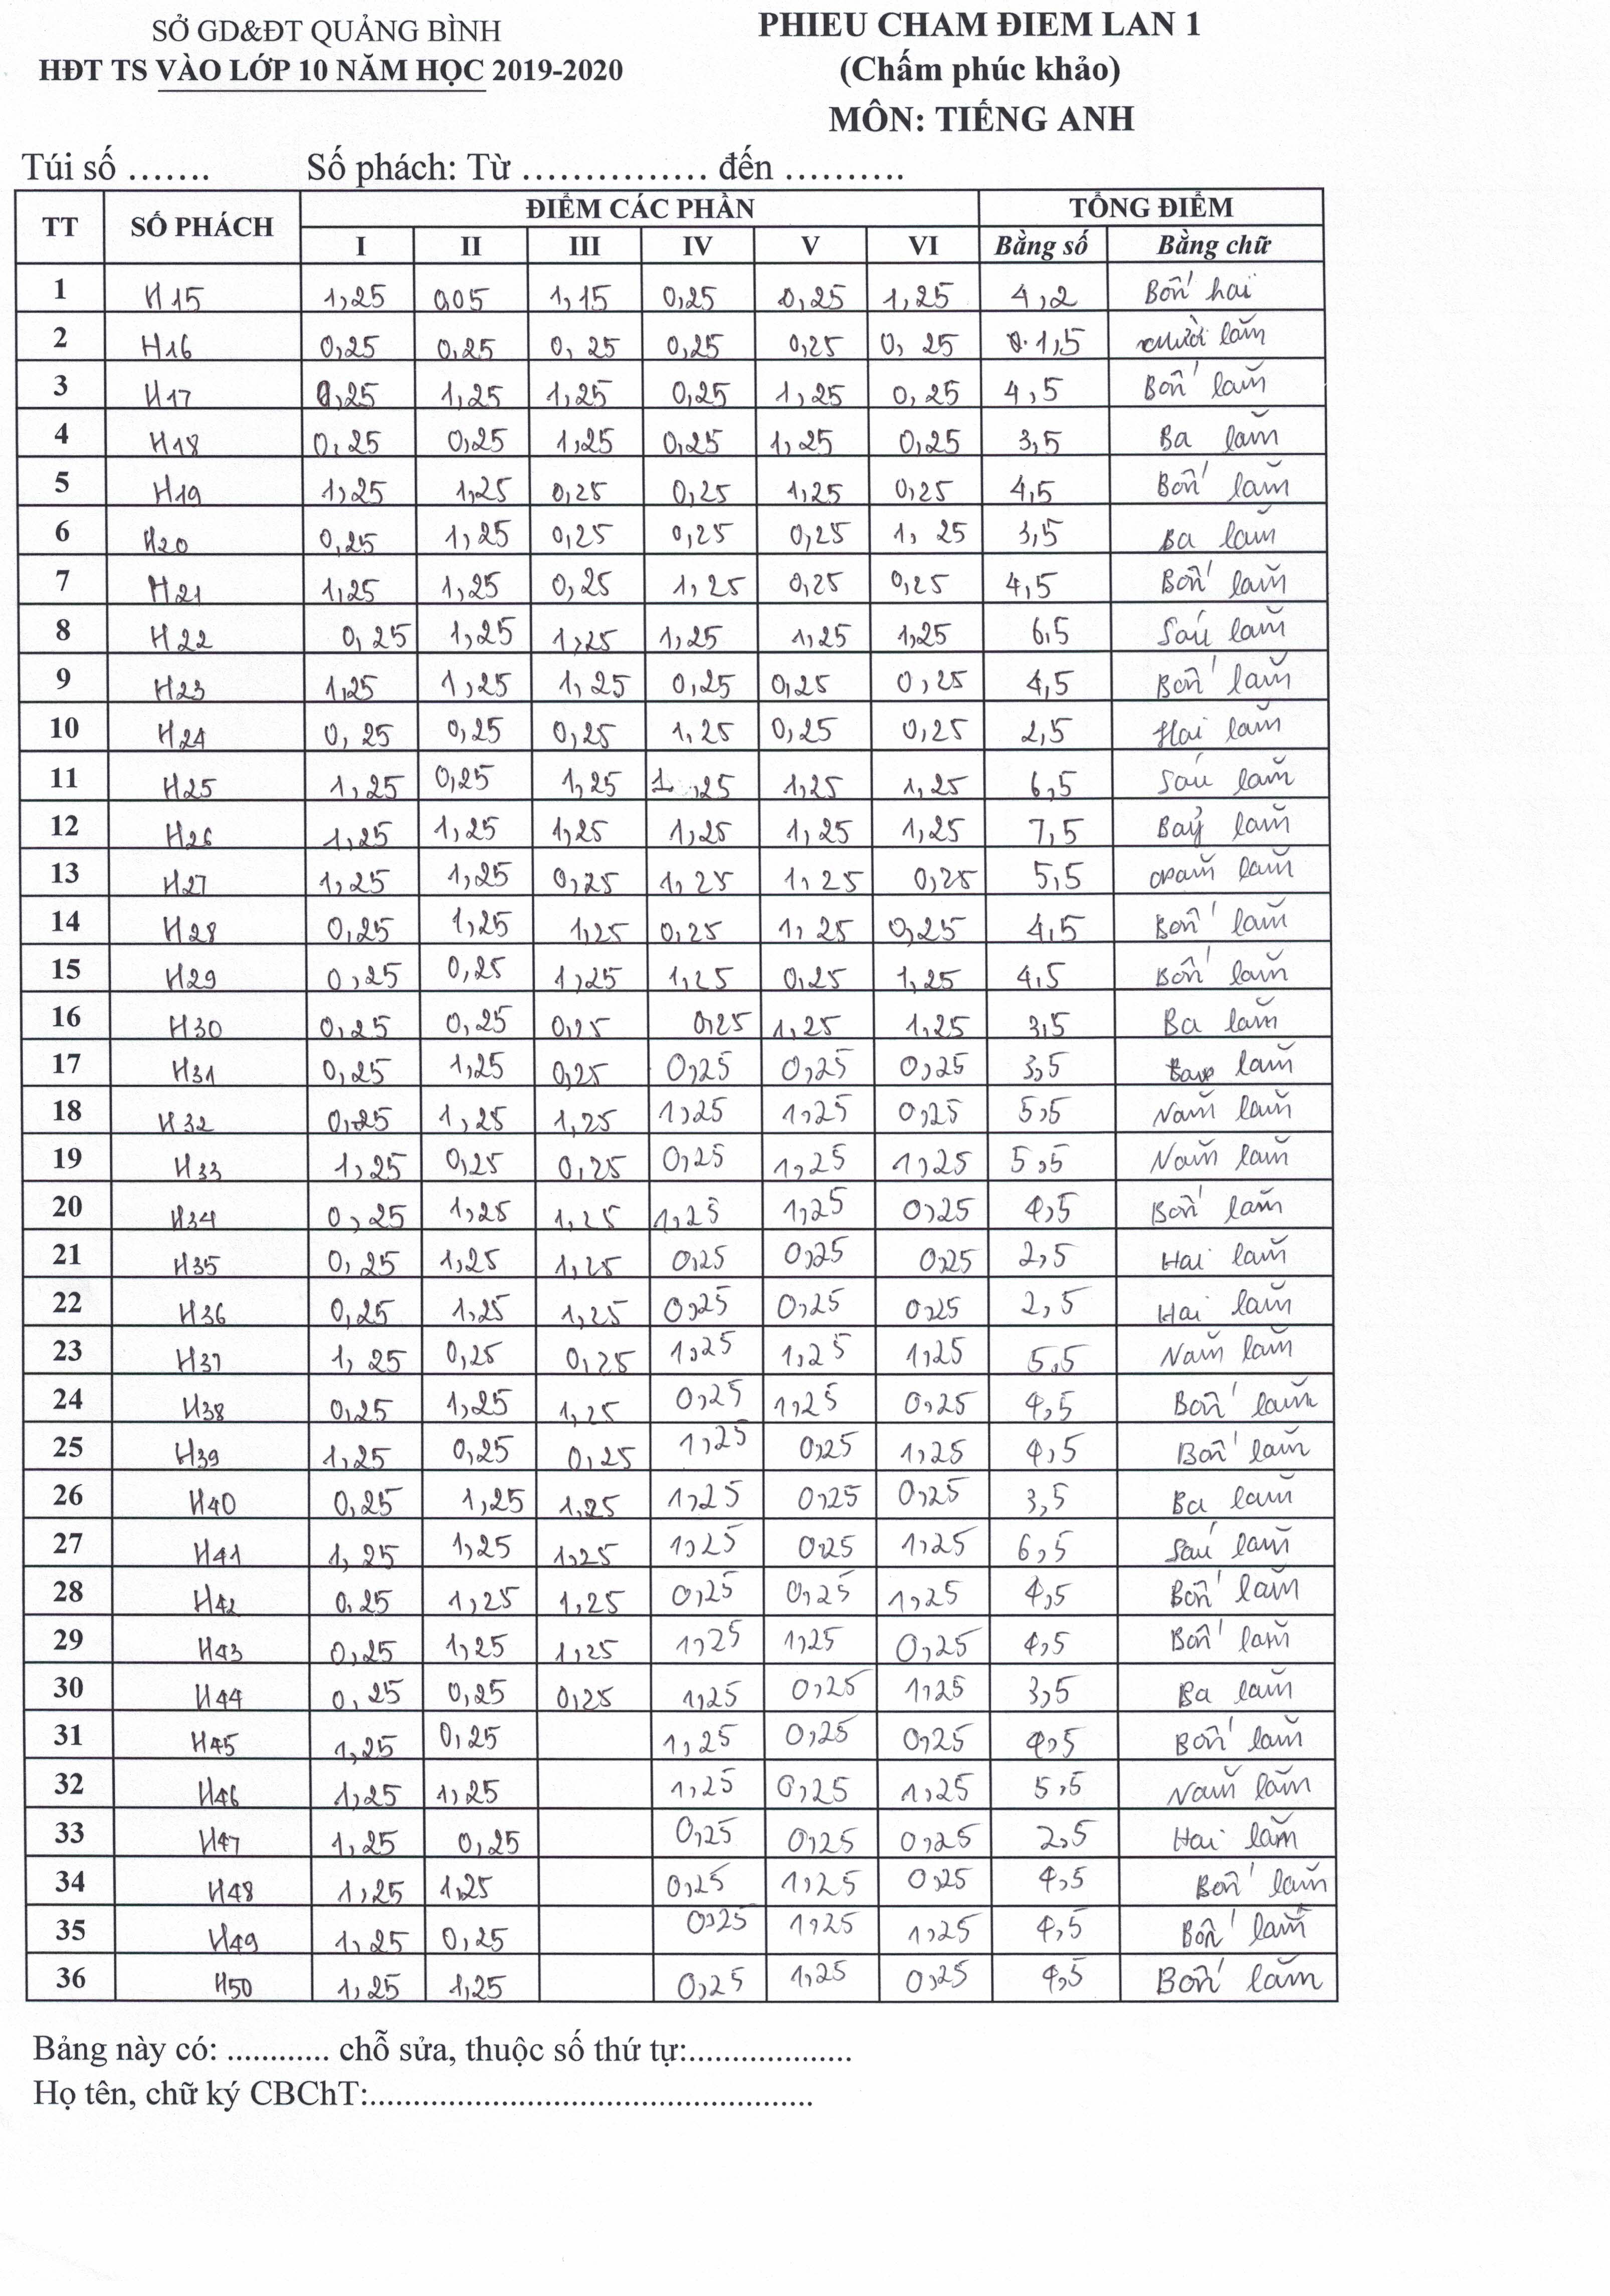 SỞ GD&ĐT QUẢNG BÌNH
HĐT TS VÀO LỚP 10 NĂM HỌC 2019-2020
PHIEU CHAM ĐIEM LAN 1
(Chấm phúc khảo)
MÔN: TIẾNG ANH
Túi số ....... Số phách: Từ ............... đến ..........
TT SỐ PHÁCH ĐIỂM CÁC PHẦN TỔNG ĐIỂM
I II III IV V VI Bằng số Bằng chữ
1 H15 1,25 0,05 1,15 0,25 0,25 1,25 4,2 Bốn hai
2 H16 0,25 0,25 0,25 0,25 0,25 0,25 1,5 Mười lăm
3 H17 0,25 1,25 1,25 0,25 1,25 0,25 4,5 Bốn lăm
4 H18 0,25 0,25 1,25 0,25 1,25 0,25 3,5 Ba lăm
5 H19 1,25 1,25 0,25 0,25 1,25 0,25 4,5 Bốn lăm
6 H20 0,25 1,25 0,25 0,25 0,25 1,25 3,5 Ba lăm
7 H21 1,25 1,25 0,25 1,25 0,25 0,25 4,5 Bốn lăm
8 H22 0,25 1,25 1,25 1,25 1,25 1,25 6,5 Sáu lăm
9 H23 1,25 1,25 1,25 0,25 0,25 0,25 4,5 Bốn lăm
10 H24 0,25 0,25 0,25 1,25 0,25 0,25 2,5 Hai lăm
11 H25 1,25 0,25 1,25 1,25 1,25 1,25 6,5 Sáu lăm
12 H26 1,25 1,25 1,25 1,25 1,25 1,25 7,5 Bảy lăm
13 H27 1,25 1,25 0,25 1,25 1,25 0,25 5,5 năm lăm
14 H28 0,25 1,25 1,25 0,25 1,25 0,25 4,5 Bốn lăm
15 H29 0,25 0,25 1,25 1,25 0,25 1,25 4,5 Bốn lăm
16 H30 0,25 0,25 0,25 0,25 1,25 1,25 3,5 Ba lăm
17 H31 0,25 1,25 0,25 0,25 0,25 0,25 3,5 lăm
18 H32 0,25 1,25 1,25 1,25 1,25 0,25 5,5 Năm lăm
19 H33 1,25 0,25 0,25 0,25 1,25 1,25 5,5 Năm lăm
20 H34 0,25 1,25 1,25 1,25 1,25 0,25 4,5 Bốn lăm
21 H35 0,25 1,25 1,25 0,25 0,25 0,25 2,5 Hai lăm
22 H36 0,25 1,25 1,25 0,25 0,25 0,25 2,5 Hai lăm
23 H37 1,25 0,25 0,25 1,25 1,25 1,25 5,5 Năm lăm
24 H38 0,25 1,25 1,25 0,25 1,25 0,25 4,5 Bốn lăm
25 H39 1,25 0,25 0,25 1,25 0,25 1,25 4,5 Bốn lăm
26 H40 0,25 1,25 1,25 1,25 0,25 0,25 3,5 Ba lăm
27 H41 1,25 1,25 1,25 1,25 0,25 1,25 6,5 Sáu lăm
28 H42 0,25 1,25 1,25 0,25 0,25 1,25 4,5 Bốn lăm
29 H43 0,25 1,25 1,25 1,25 1,25 0,25 4,5 Bốn lăm
30 H44 0,25 0,25 0,25 1,25 0,25 1,25 3,5 Ba lăm
31 H45 1,25 0,25 1,25 0,25 0,25 4,5 Bốn lăm
32 H46 1,25 1,25 1,25 0,25 1,25 5,5 Năm lăm
33 H47 1,25 0,25 0,25 0,25 0,25 2,5 Hai lăm
34 H48 1,25 1,25 0,25 1,25 0,25 4,5 Bốn lăm
35 H49 1,25 0,25 0,25 1,25 1,25 4,5 Bốn lăm
36 H50 1,25 1,25 0,25 1,25 0,25 4,5 Bốn lăm
Bảng này có: ............ chỗ sửa, thuộc số thứ tự:...................
Họ tên, chữ ký CBChT:....................................................